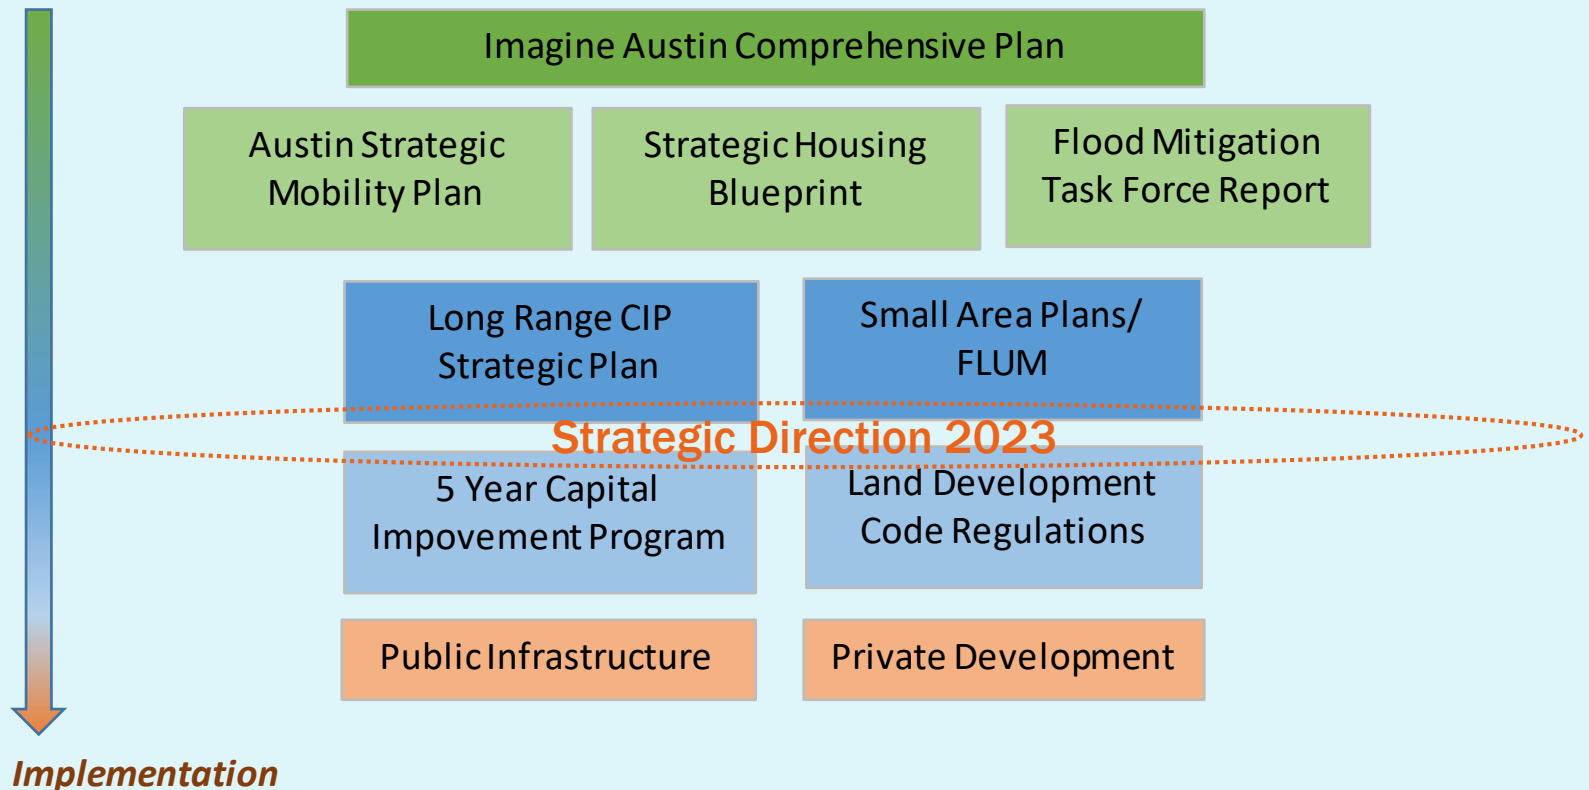 Imagine Austin Comprehensive Plan
Austin Strategic
Mobility Plan
Strategic Housing
Blueprint
Flood Mitigation
Task Force Report
Long Range CIP
Strategic Plan
Small Area Plans/
FLUM
Strategic Direction 2023
5 Year Capital
Impovement Program
Land Development
Code Regulations
Public Infrastructure
Private Development
Implementation